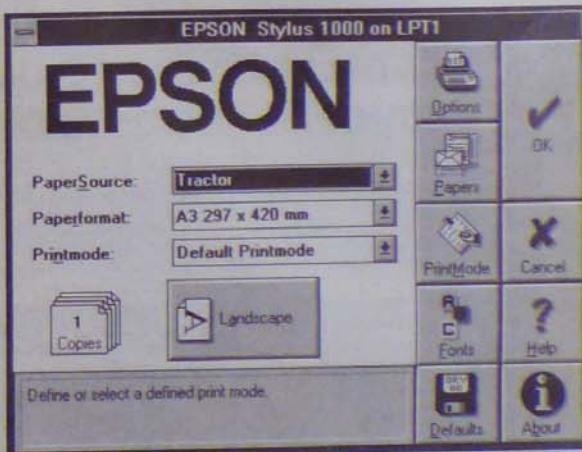 EPSON Stylus 1000 on LPT1
EPSON
PaperSource: Tractor
Paperformat: A3 297 x 420 mm
Printmode: Default Printmode
1
Copies
A
Landscape
Define or select a defined print mode.
Options
OK
Papers
PrintMode
Cancel
A
C
Fonts
?
Help
Defaults
i
About